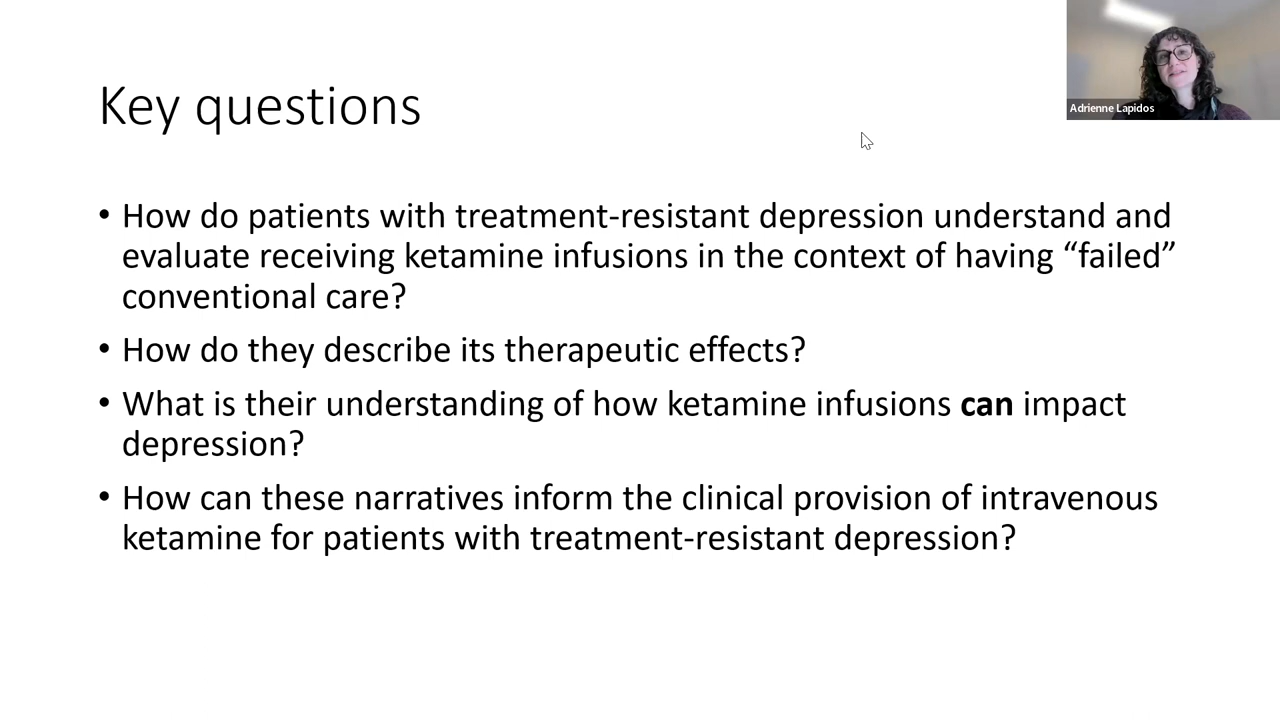 Adrienne Lapidos
Key questions
• How do patients with treatment-resistant depression understand and
evaluate receiving ketamine infusions in the context of having “failed”
conventional care?
• How do they describe its therapeutic effects?
• What is their understanding of how ketamine infusions can impact
depression?
• How can these narratives inform the clinical provision of intravenous
ketamine for patients with treatment-resistant depression?